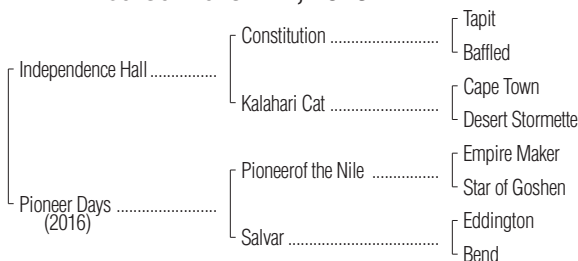 Tapit
Constitution
Baffled
Independence Hall
Cape Town
Kalahari Cat
Desert Stormette
Empire Maker
Pioneerof the Nile
Star of Goshen
Pioneer Days
(2016)
Eddington
Salvar
Bend